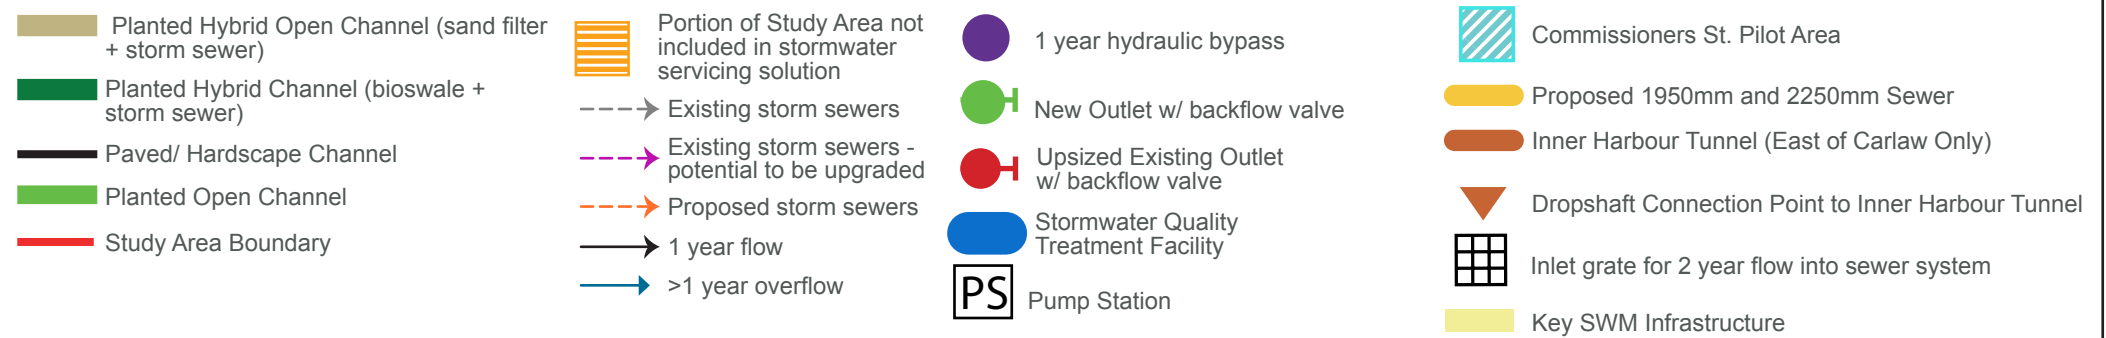 Planted Hybrid Open Channel (sand filter
+ storm sewer)
Planted Hybrid Channel (bioswale +
storm sewer)
Paved/ Hardscape Channel
Planted Open Channel
Study Area Boundary
Portion of Study Area not
included in stormwater
servicing solution
Existing storm sewers
Existing storm sewers -
potential to be upgraded
Proposed storm sewers
1 year flow
>1 year overflow
1 year hydraulic bypass
New Outlet w/ backflow valve
Upsized Existing Outlet
w/ backflow valve
Stormwater Quality
Treatment Facility
PS
Pump Station
Commissioners St. Pilot Area
Proposed 1950mm and 2250mm Sewer
Inner Harbour Tunnel (East of Carlaw Only)
Dropshaft Connection Point to Inner Harbour Tunnel
Inlet grate for 2 year flow into sewer system
Key SWM Infrastructure